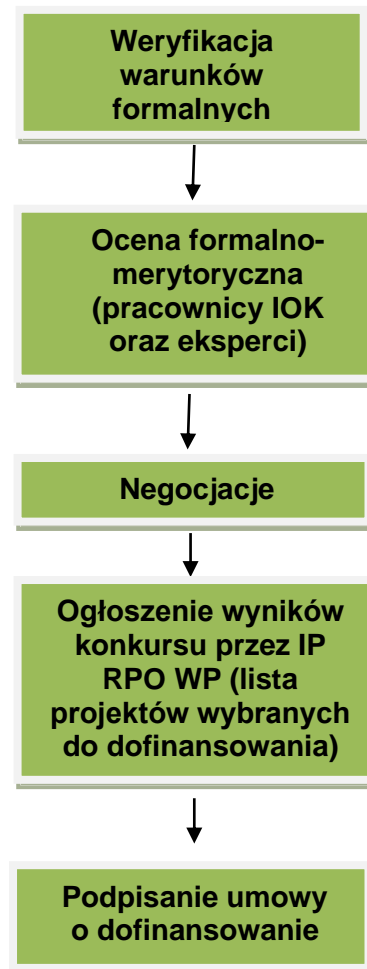 Weryfikacja
warunków
formalnych
Ocena formalno-
merytoryczna
(pracownicy IOK
oraz eksperci)
Negocjacje
Ogłoszenie wyników
konkursu przez IP
RPO WP (lista
projektów wybranych
do dofinansowania)
Podpisanie umowy
o dofinansowanie